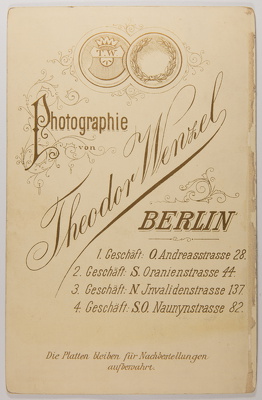 T W
Photographie
von
Theodor Wenzel
BERLIN
1. Geschäft: O. Andreasstrasse 28.
2. Geschäft: S. Oranienstrasse 44.
3. Geschäft: N. Jnvalidenstrasse 137.
4. Geschäft: S.O. Naunynstrasse 82.
Die Platten bleiben für Nachbestellungen
aufbewahrt.